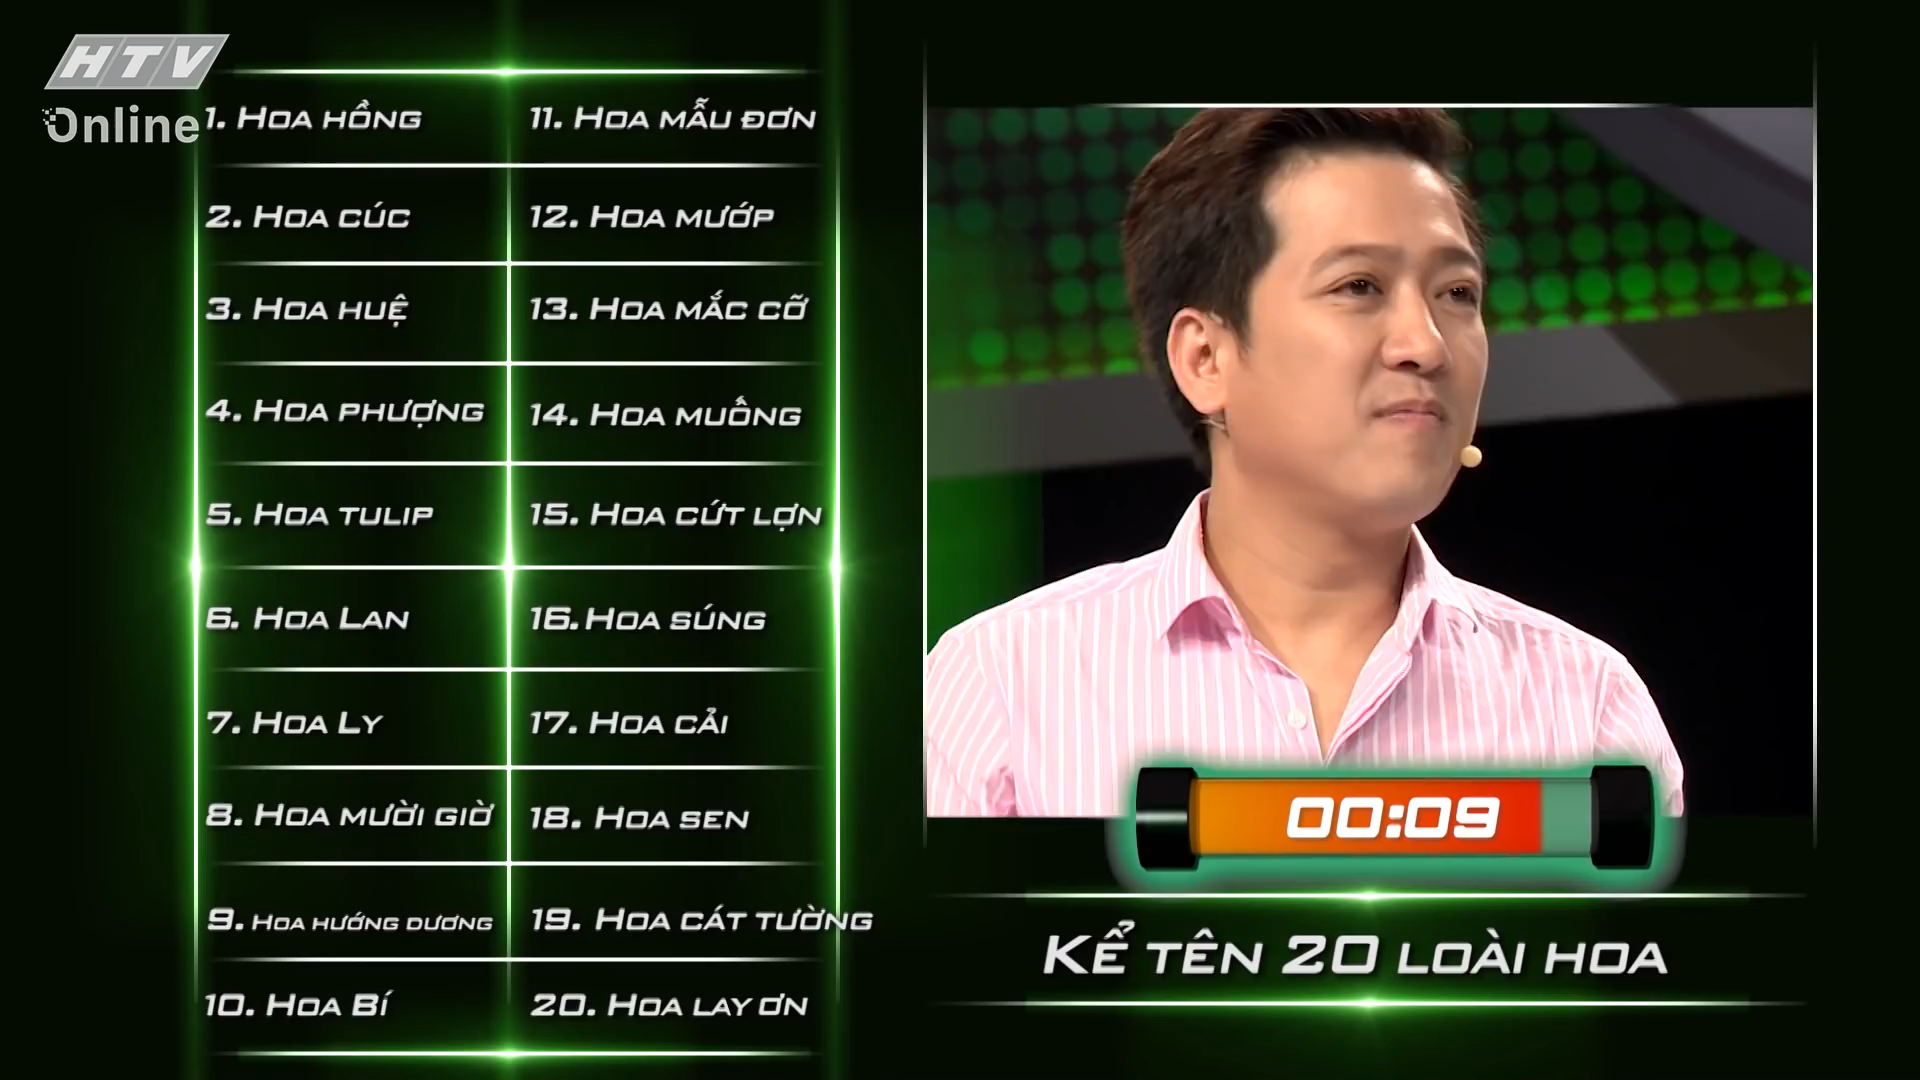 HTV
Online
1. HOA HỒNG
2. HOA CÚC
3. HOA HUỆ
4. HOA PHƯỢNG
5. HOA TULIP
6. HOA LAN
7. HOA LY
8. HOA MƯỜI GIỜ
9. HOA HƯỚNG DƯƠNG
10. HOA BÍ
11. HOA MẪU ĐƠN
12. HOA MƯỚP
13. HOA MẮC CỠ
14. HOA MUỐNG
15. HOA CỨT LỢN
16. HOA SÚNG
17. HOA CẢI
18. HOA SEN
19. HOA CÁT TƯỜNG
20. HOA LAY ƠN
00:09
KỂ TÊN 20 LOÀI HOA